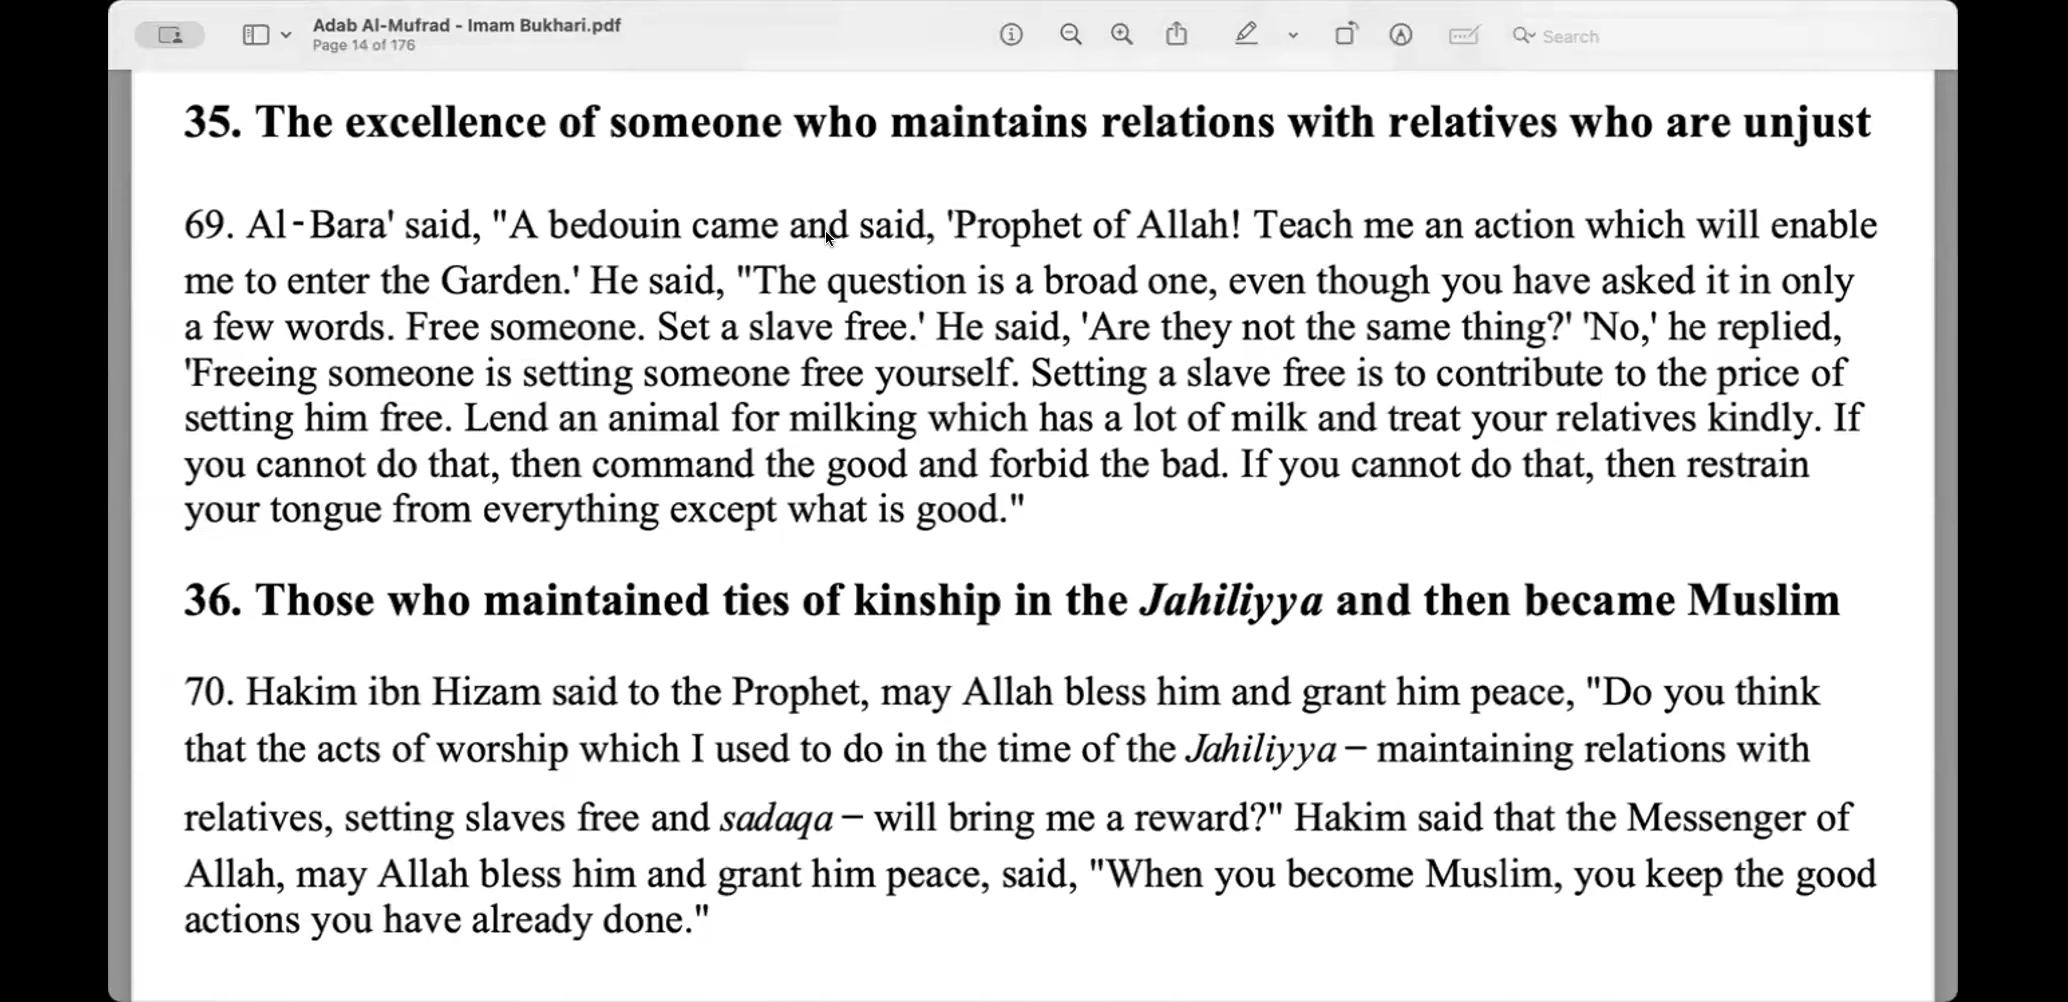 Adab Al-Mufrad - Imam Bukhari.pdf
Page 14 of 176
Search
35. The excellence of someone who maintains relations with relatives who are unjust
69. Al-Bara' said, "A bedouin came and said, 'Prophet of Allah! Teach me an action which will enable
me to enter the Garden.' He said, "The question is a broad one, even though you have asked it in only
a few words. Free someone. Set a slave free.' He said, 'Are they not the same thing?' 'No,' he replied,
'Freeing someone is setting someone free yourself. Setting a slave free is to contribute to the price of
setting him free. Lend an animal for milking which has a lot of milk and treat your relatives kindly. If
you cannot do that, then command the good and forbid the bad. If you cannot do that, then restrain
your tongue from everything except what is good."
36. Those who maintained ties of kinship in the Jahiliyya and then became Muslim
70. Hakim ibn Hizam said to the Prophet, may Allah bless him and grant him peace, "Do you think
that the acts of worship which I used to do in the time of the Jahiliyya – maintaining relations with
relatives, setting slaves free and sadaqa – will bring me a reward?" Hakim said that the Messenger of
Allah, may Allah bless him and grant him peace, said, "When you become Muslim, you keep the good
actions you have already done."